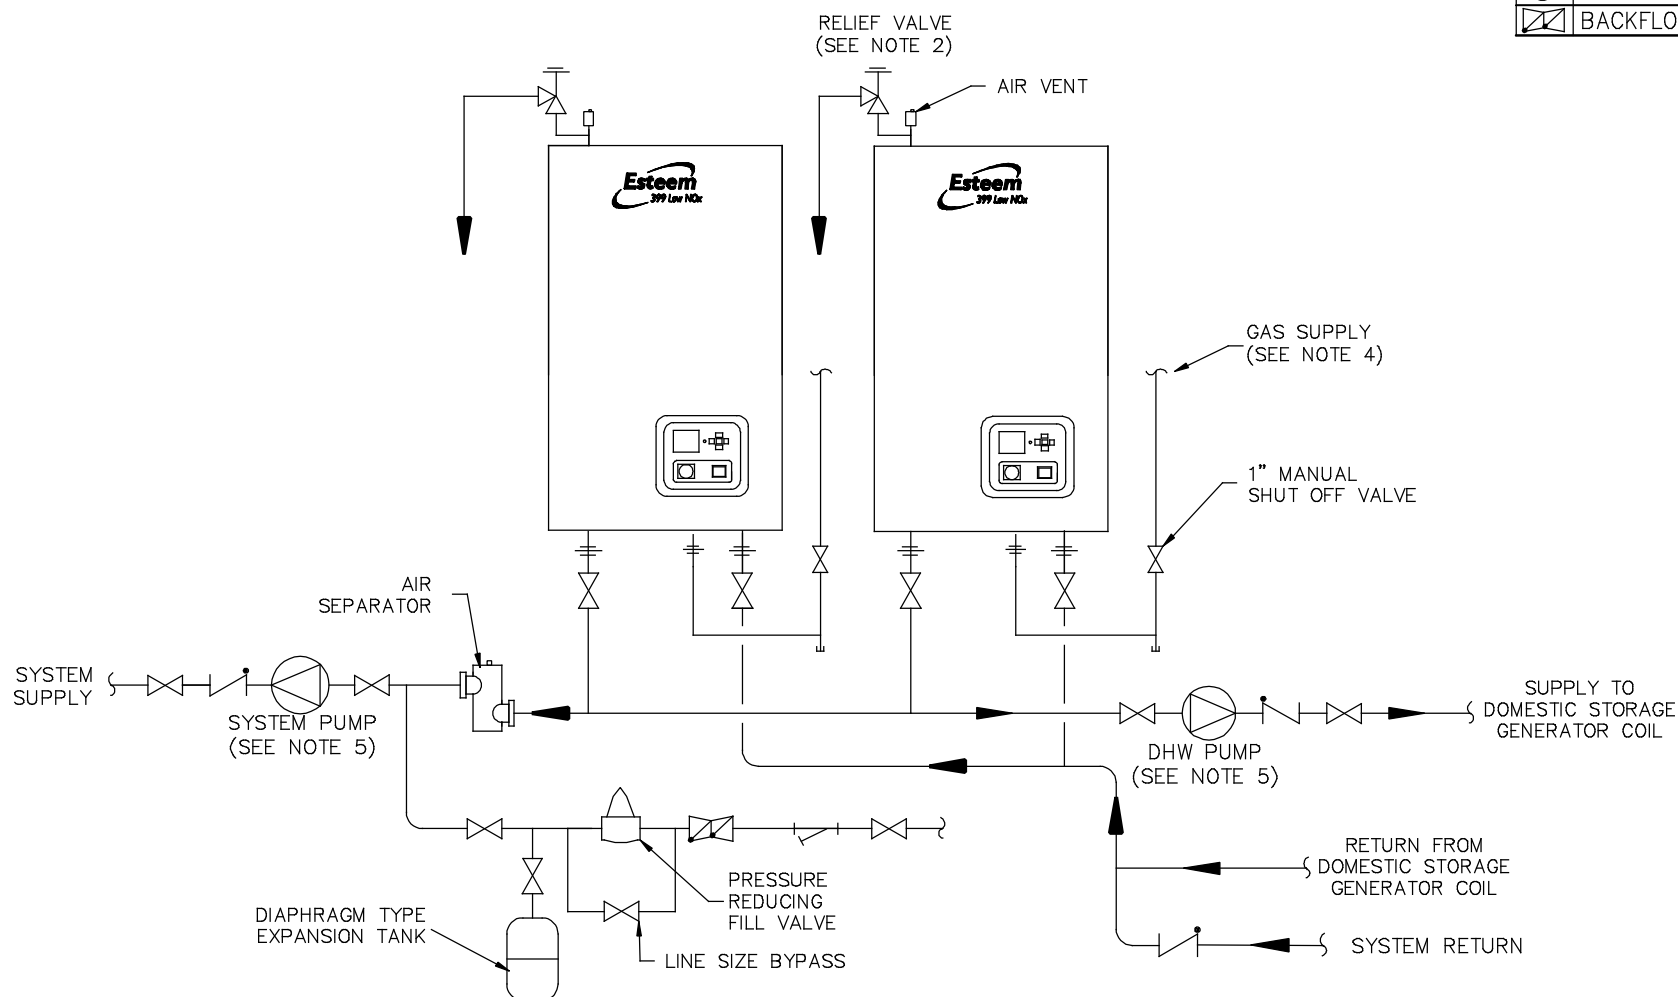 BACKFLO
RELIEF VALVE
(SEE NOTE 2)
AIR VENT
Esteem
399 Low NOx
Esteem
399 Low NOx
GAS SUPPLY
(SEE NOTE 4)
1" MANUAL
SHUT OFF VALVE
AIR
SEPARATOR
SYSTEM
SUPPLY
SYSTEM PUMP
(SEE NOTE 5)
SUPPLY TO
DOMESTIC STORAGE
GENERATOR COIL
DHW PUMP
(SEE NOTE 5)
RETURN FROM
DOMESTIC STORAGE
GENERATOR COIL
PRESSURE
REDUCING
FILL VALVE
DIAPHRAGM TYPE
EXPANSION TANK
LINE SIZE BYPASS
SYSTEM RETURN